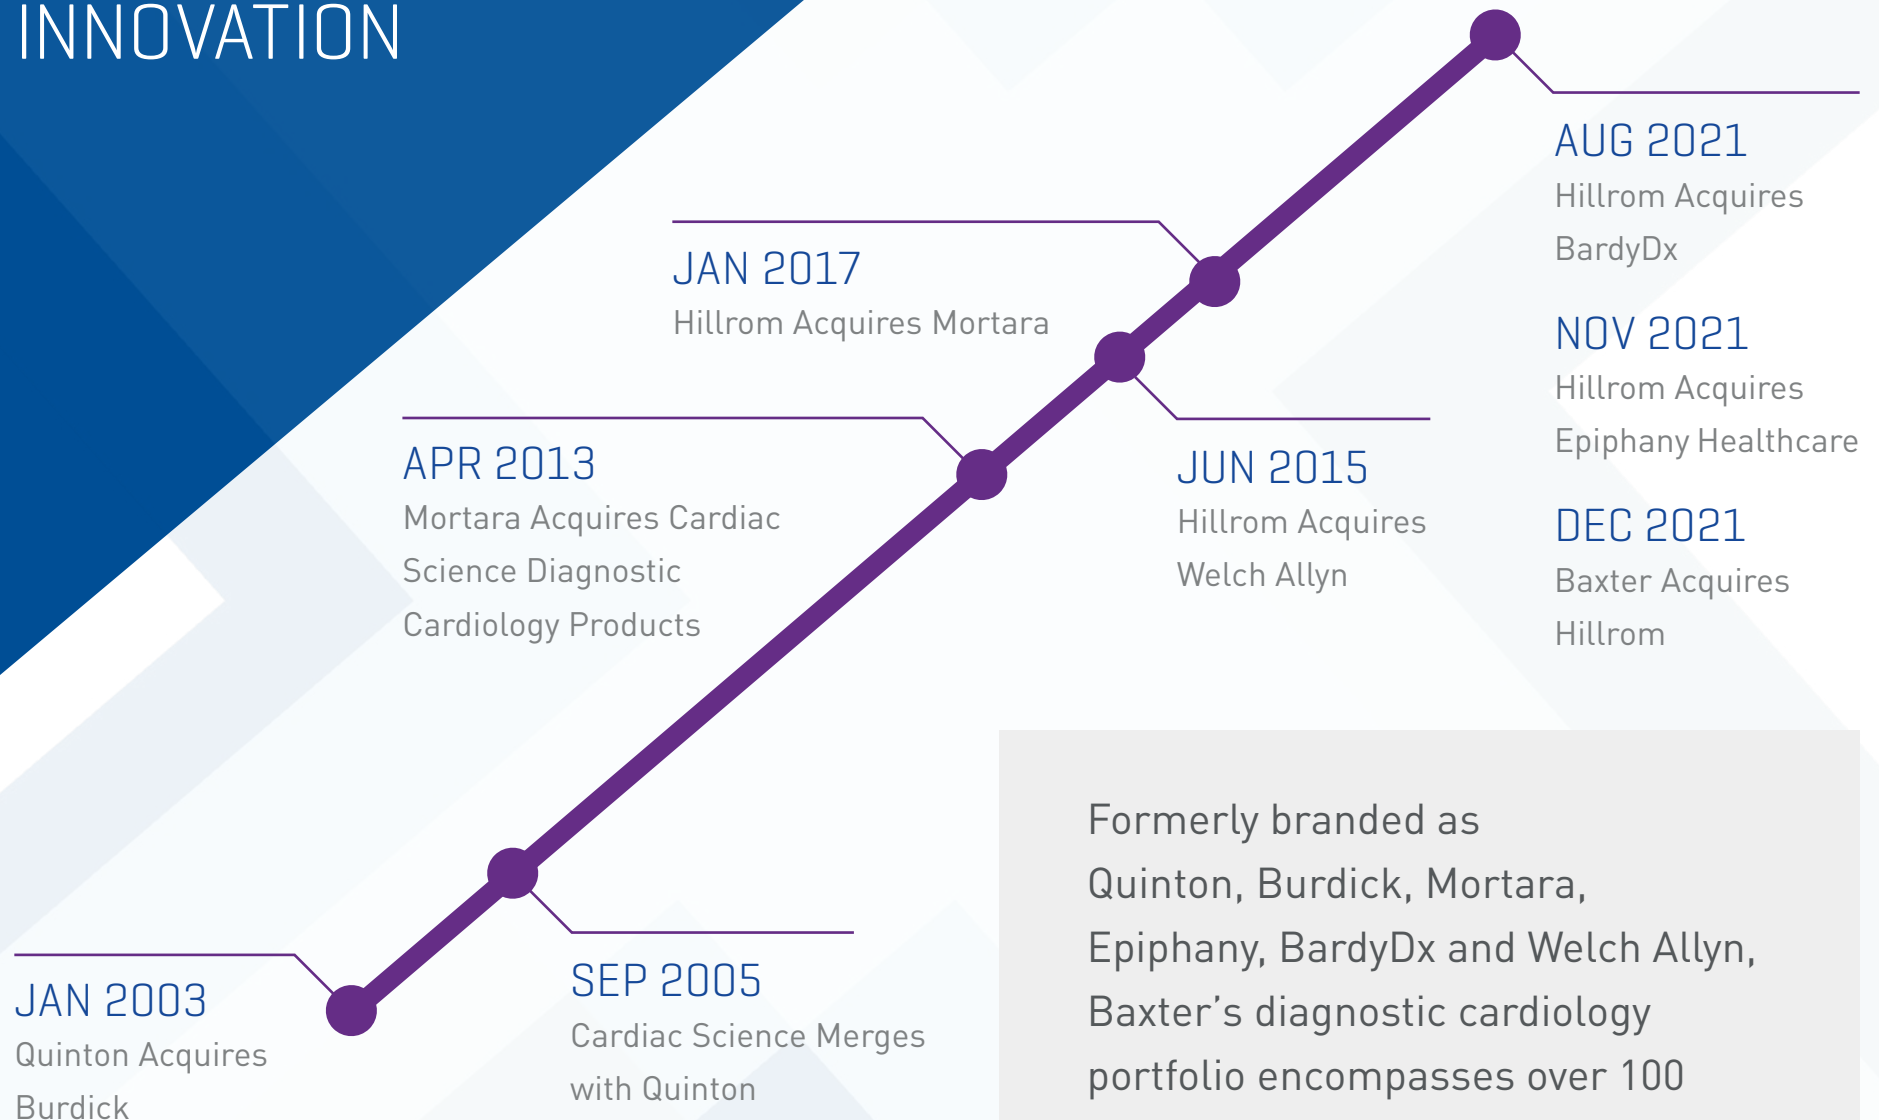 INNOVATION
AUG 2021
Hillrom Acquires
BardyDx
NOV 2021
Hillrom Acquires
Epiphany Healthcare
DEC 2021
Baxter Acquires
Hillrom
JAN 2017
Hillrom Acquires Mortara
JUN 2015
Hillrom Acquires
Welch Allyn
APR 2013
Mortara Acquires Cardiac
Science Diagnostic
Cardiology Products
SEP 2005
Cardiac Science Merges
with Quinton
JAN 2003
Quinton Acquires
Burdick
Formerly branded as
Quinton, Burdick, Mortara,
Epiphany, BardyDx and Welch Allyn,
Baxter’s diagnostic cardiology
portfolio encompasses over 100